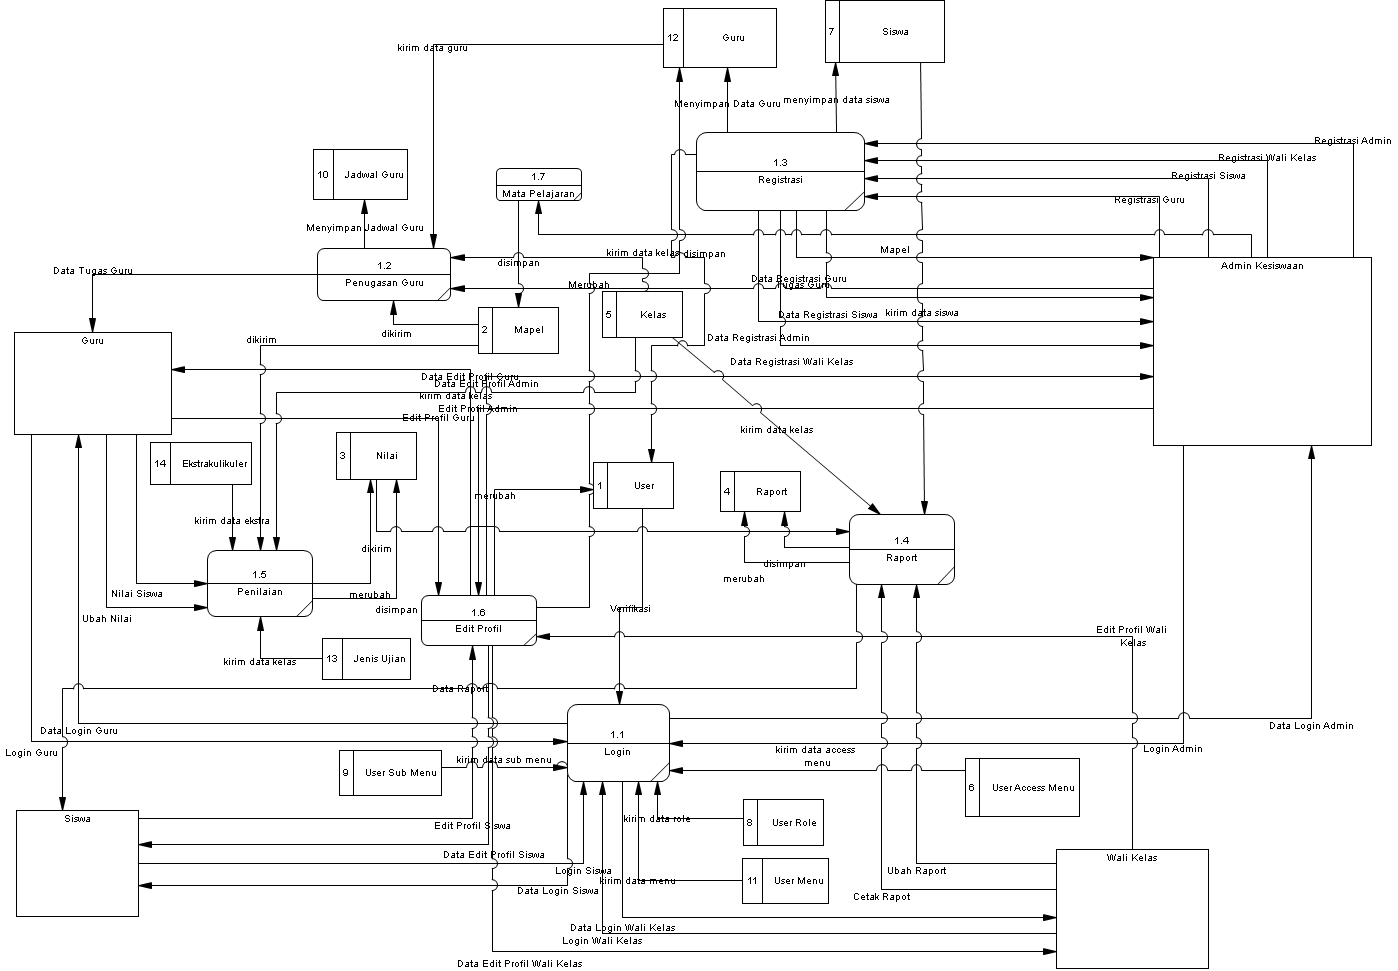 12
Guru
7
Siswa
kirim data guru
Menyimpan Data Guru
menyimpan data siswa
Registrasi Admin
Registrasi Wali Kelas
Registrasi Siswa
Registrasi Guru
1.3
Registrasi
10
Jadwal Guru
1.7
Mata Pelajaran
Menyimpan Jadwal Guru
1.2
Penugasan Guru
Data Tugas Guru
disimpan
kirim data kelas
disimpan
Mapel
Admin Kesiswaan
Merubah
Data Registrasi Guru
Tugas Guru
5
Kelas
Data Registrasi Siswa
kirim data siswa
2
Mapel
dikirim
dikirim
Guru
Data Registrasi Admin
Data Registrasi Wali Kelas
Data Edit Profil Guru
Data Edit Profil Admin
kirim data kelas
Edit Profil Admin
Edit Profil Guru
kirim data kelas
14
Ekstrakulikuler
3
Nilai
1
User
4
Raport
merubah
kirim data ekstra
dikirim
1.4
Raport
disimpan
merubah
1.5
Penilaian
Nilai Siswa
Ubah Nilai
merubah
disimpan
1.6
Edit Profil
Verifikasi
Edit Profil Wali
Kelas
kirim data kelas
13
Jenis Ujian
Data Raport
Data Login Guru
Login Guru
1.1
Login
Data Login Admin
Login Admin
kirim data access
menu
kirim data sub menu
9
User Sub Menu
6
User Access Menu
Siswa
Edit Profil Siswa
kirim data role
8
User Role
Data Edit Profil Siswa
Login Siswa
Data Login Siswa
kirim data menu
11
User Menu
Wali Kelas
Ubah Raport
Cetak Rapot
Data Login Wali Kelas
Login Wali Kelas
Data Edit Profil Wali Kelas